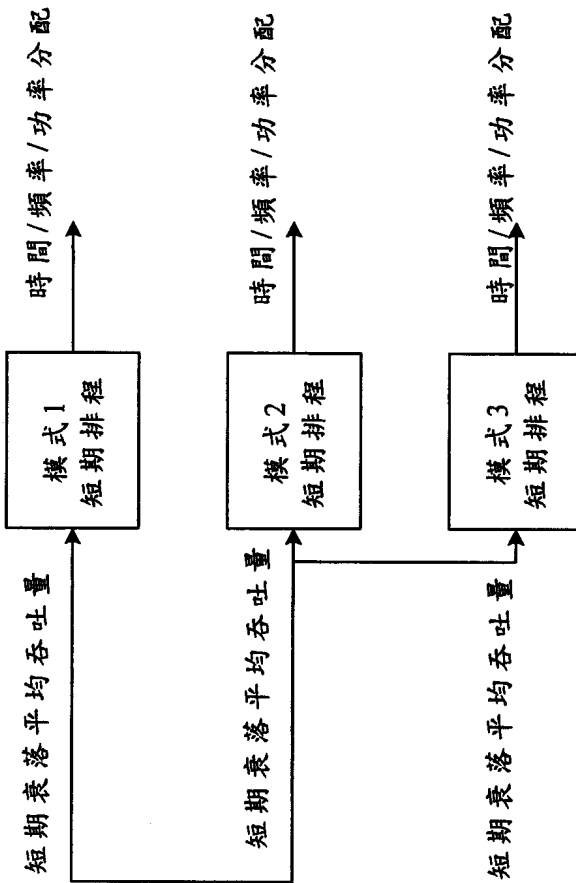 短期衰落平均吞吐量
模式1
短期排程
時間/頻率/功率分配
短期衰落平均吞吐量
模式2
短期排程
時間/頻率/功率分配
短期衰落平均吞吐量
模式3
短期排程
時間/頻率/功率分配